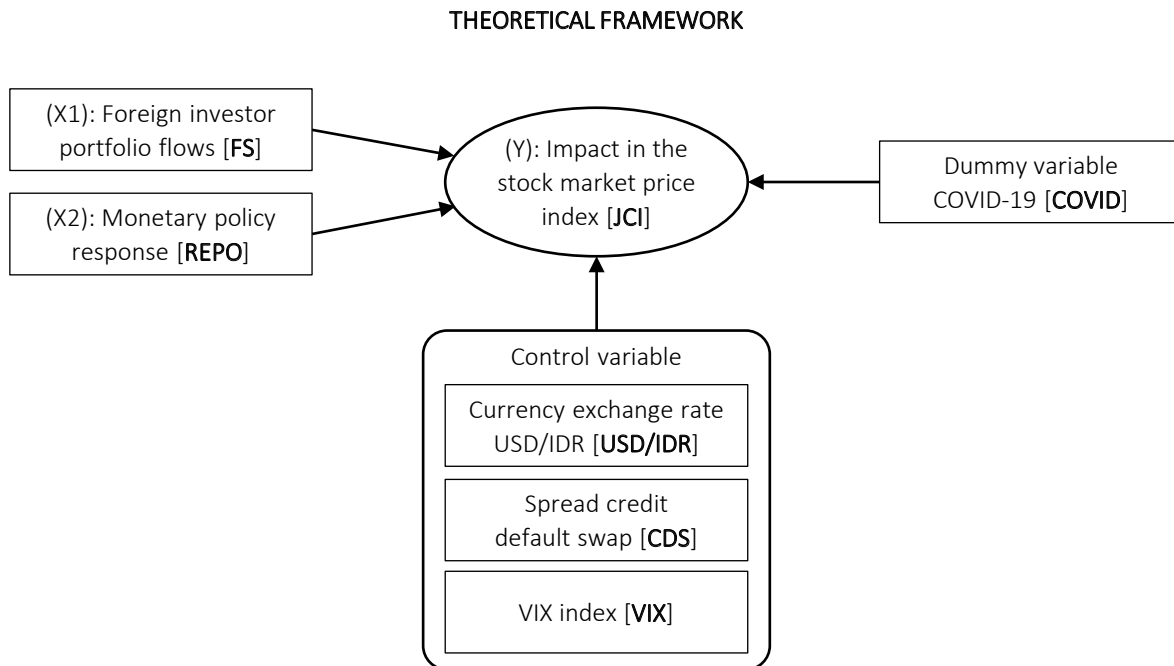 THEORETICAL FRAMEWORK
(X1): Foreign investor
portfolio flows [FS]
(X2): Monetary policy
response [REPO]
(Y): Impact in the
stock market price
index [JCI]
Dummy variable
COVID-19 [COVID]
Control variable
Currency exchange rate
USD/IDR [USD/IDR]
Spread credit
default swap [CDS]
VIX index [VIX]